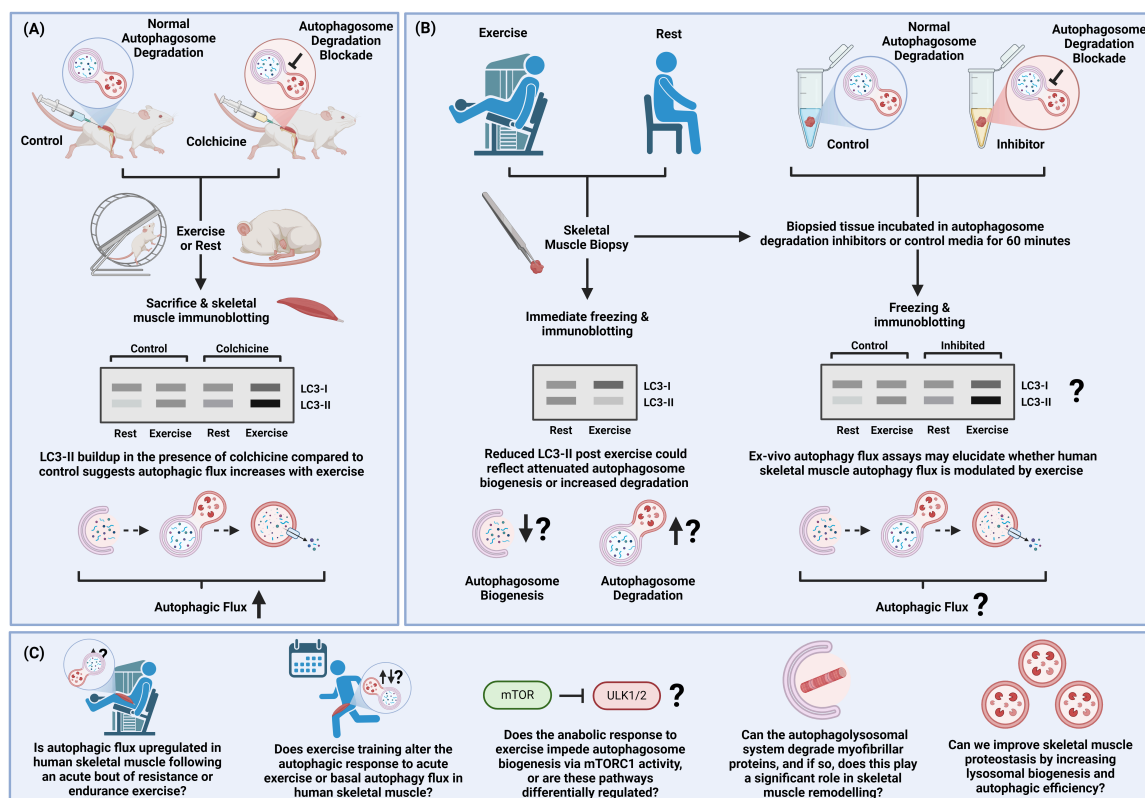 (A)
Normal
Autophagosome
Degradation
Autophagosome
Degradation
Blockade
Control
Colchicine
Exercise
or Rest
Sacrifice & skeletal
muscle immunoblotting
Control
Colchicine
LC3-I
LC3-II
Rest
Exercise
Rest
Exercise
LC3-II buildup in the presence of colchicine compared to
control suggests autophagic flux increases with exercise
Autophagic Flux
(B)
Exercise
Rest
Normal
Autophagosome
Degradation
Autophagosome
Degradation
Blockade
Control
Inhibitor
Skeletal
Muscle Biopsy
Biopsied tissue incubated in autophagosome
degradation inhibitors or control media for 60 minutes
Immediate freezing &
immunoblotting
LC3-I
LC3-II
Rest
Exercise
Reduced LC3-II post exercise could
reflect attenuated autophagosome
biogenesis or increased degradation
?
?
Autophagosome
Biogenesis
Autophagosome
Degradation
Freezing &
immunoblotting
Control
Inhibited
LC3-I
LC3-II
?
Rest
Exercise
Rest
Exercise
Ex-vivo autophagy flux assays may elucidate whether human
skeletal muscle autophagy flux is modulated by exercise
Autophagic Flux ?
(C)
?
Is autophagic flux upregulated in
human skeletal muscle following
an acute bout of resistance or
endurance exercise?
?
Does exercise training alter the
autophagic response to acute
exercise or basal autophagy flux in
human skeletal muscle?
mTOR
ULK1/2
?
Does the anabolic response to
exercise impede autophagosome
biogenesis via mTORC1 activity,
or are these pathways
differentially regulated?
Can the autophagolysosomal
system degrade myofibrillar
proteins, and if so, does this play
a significant role in skeletal
muscle remodelling?
Can we improve skeletal muscle
proteostasis by increasing
lysosomal biogenesis and
autophagic efficiency?